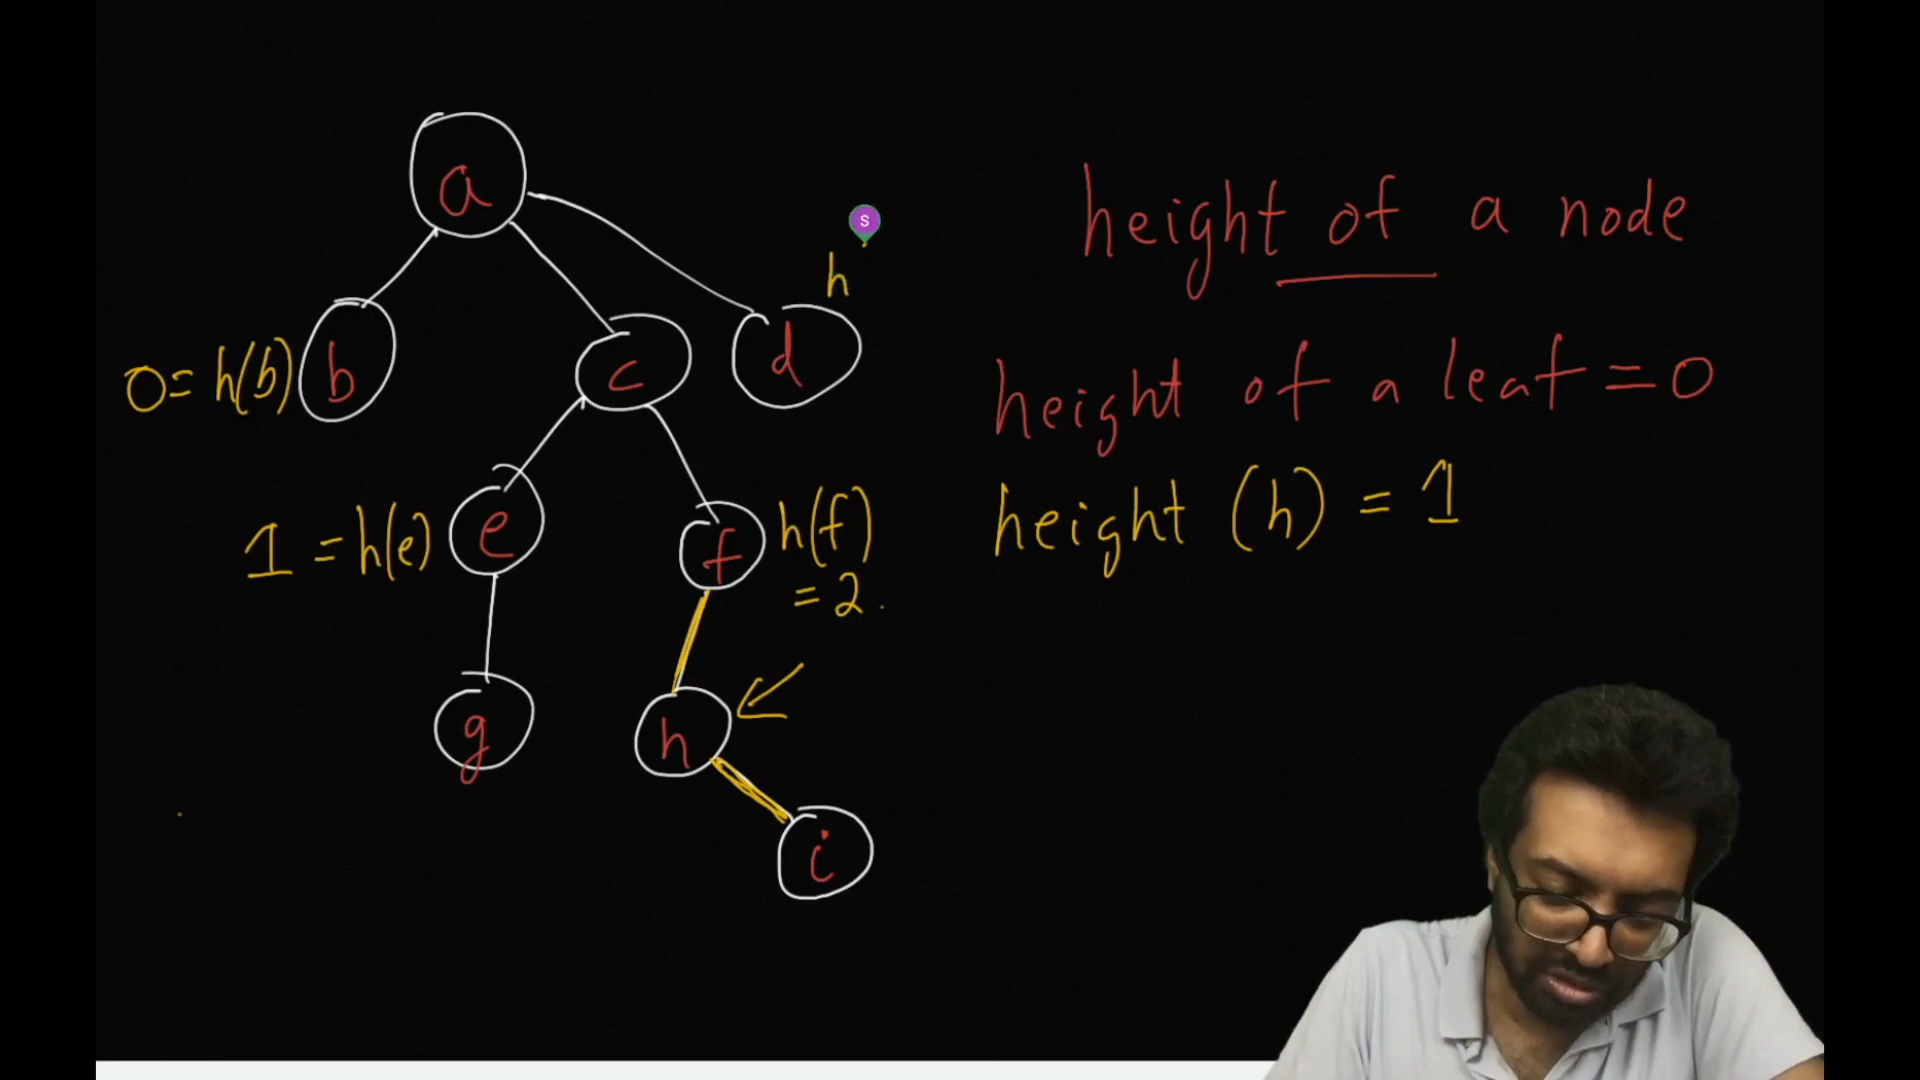 a
S
h
height of a node
0 = h(b) b c d
height of a leaf = 0
1 = h(e) e f h(f)
= 2.
height (h) = 1
g h
i